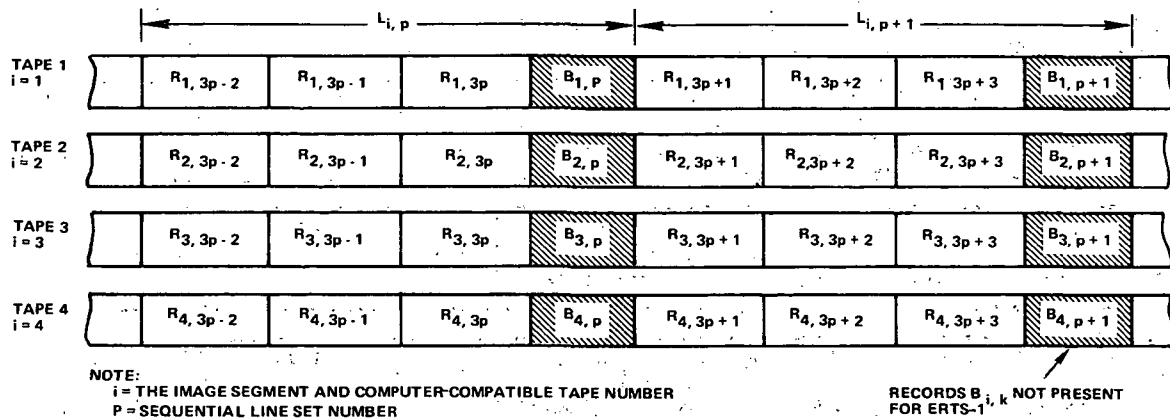 L i, p L i, p + 1
TAPE 1
i = 1
R 1, 3p - 2 R 1, 3p - 1 R 1, 3p B 1, P R 1, 3p +1 R 1, 3p +2 R 1 3p + 3 B 1, p + 1
TAPE 2
i = 2
R 2, 3p - 2 R 2, 3p - 1 R 2, 3p B 2, p R 2, 3p + 1 R 2,3p + 2 R 2, 3p + 3 B 2, p + 1
TAPE 3
i = 3
R 3, 3p - 2 R 3, 3p - 1 R 3, 3p B 3, p R 3, 3p + 1 R 3, 3p + 2 R 3, 3p + 3 B 3, p + 1
TAPE 4
i = 4
R 4, 3p - 2 R 4, 3p - 1 R 4, 3p B 4, p R 4, 3p + 1 R 4, 3p + 2 R 4, 3p + 3 B 4, p + 1
NOTE:
i = THE IMAGE SEGMENT AND COMPUTER-COMPATIBLE TAPE NUMBER
P = SEQUENTIAL LINE SET NUMBER
RECORDS B i, k NOT PRESENT
FOR ERTS-1